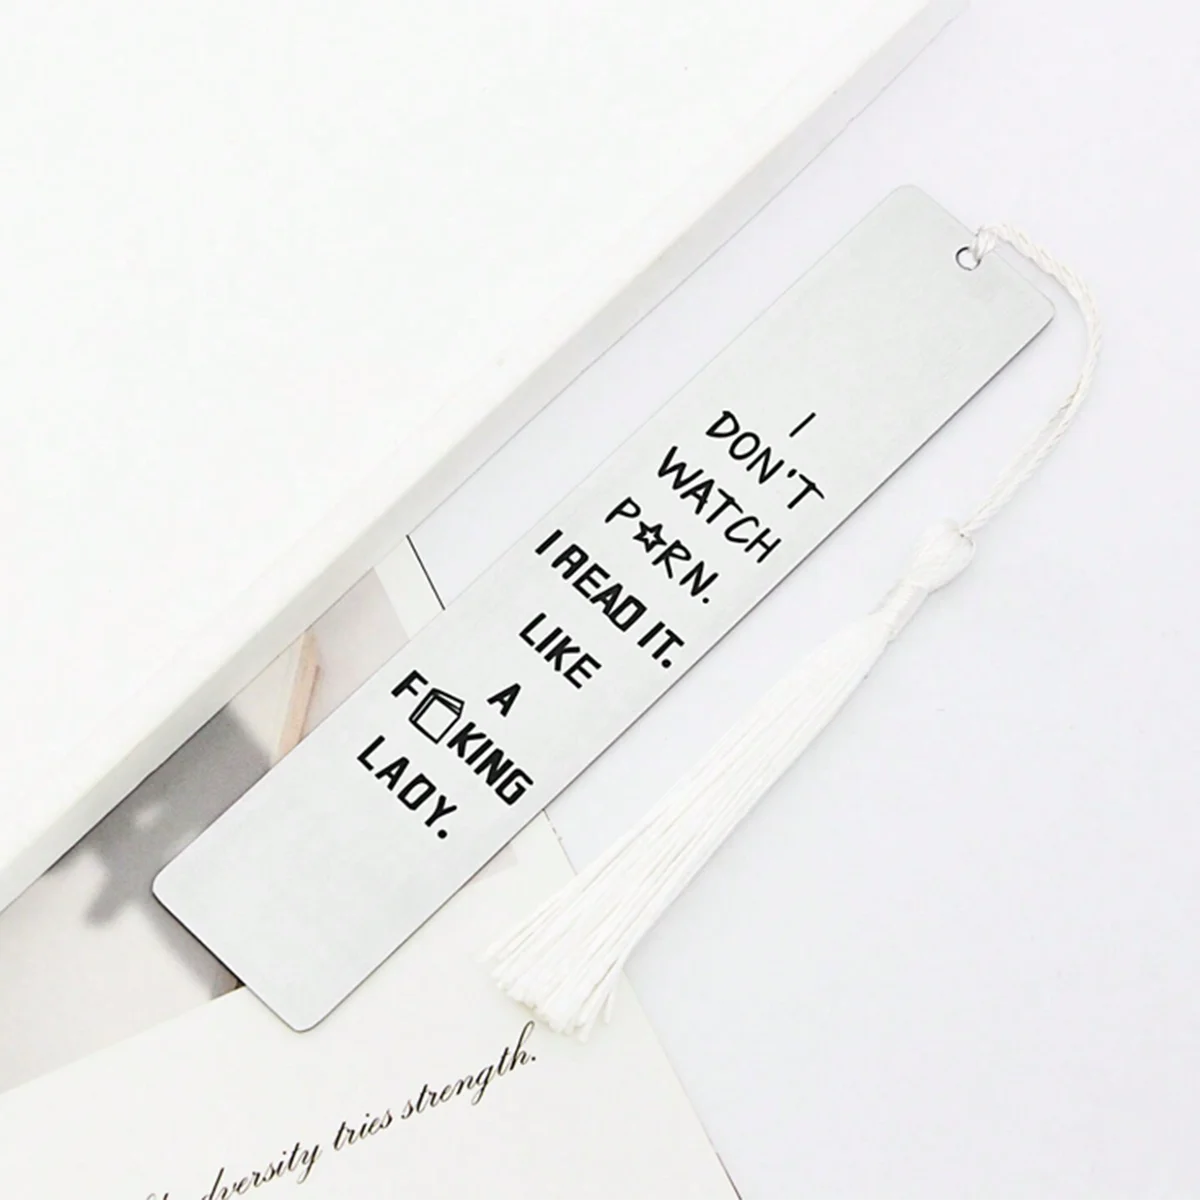 I
DON'T
WATCH
P☆RN.
I READ IT.
LIKE
A
F KING
LADY.
dversity tries strength.